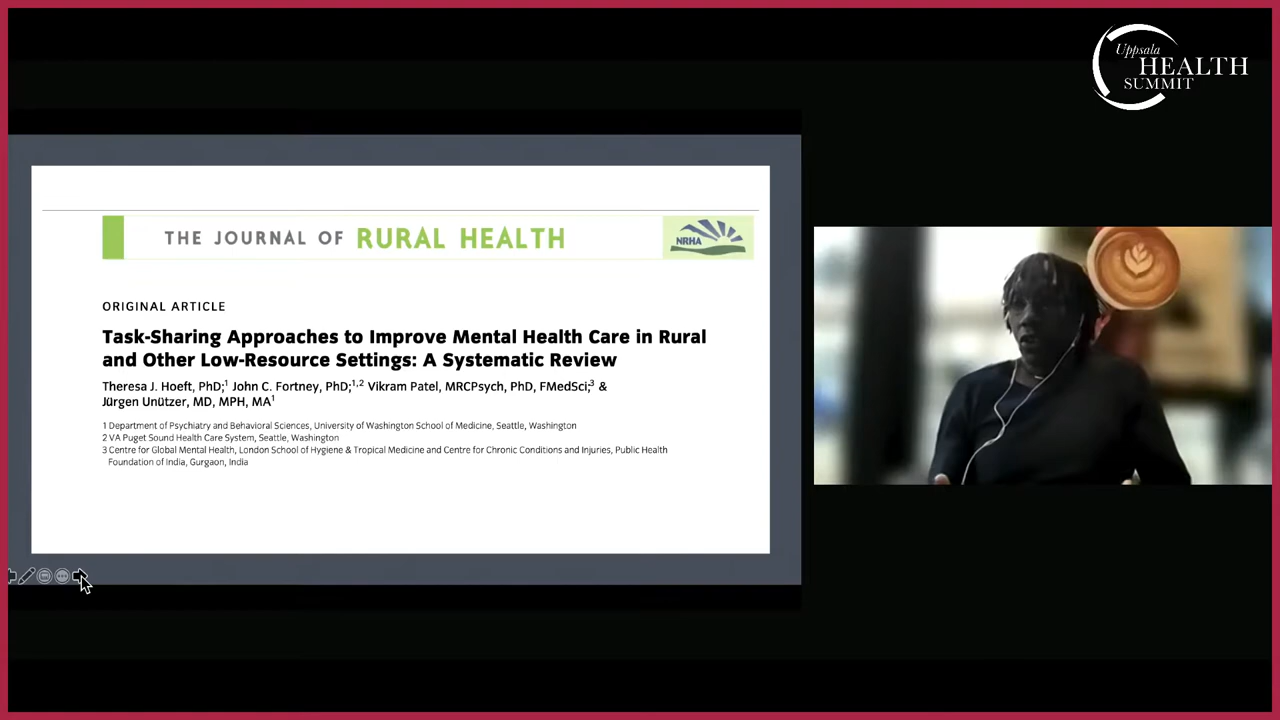 Uppsala
HEALTH
SUMMIT
THE JOURNAL OF RURAL HEALTH
NRHA
ORIGINAL ARTICLE
Task-Sharing Approaches to Improve Mental Health Care in Rural
and Other Low-Resource Settings: A Systematic Review
Theresa J. Hoeft, PhD;1 John C. Fortney, PhD;1,2 Vikram Patel, MRCPsych, PhD, FMedSci;3 &
Jürgen Unützer, MD, MPH, MA1
1 Department of Psychiatry and Behavioral Sciences, University of Washington School of Medicine, Seattle, Washington
2 VA Puget Sound Health Care System, Seattle, Washington
3 Centre for Global Mental Health, London School of Hygiene & Tropical Medicine and Centre for Chronic Conditions and Injuries, Public Health
Foundation of India, Gurgaon, India